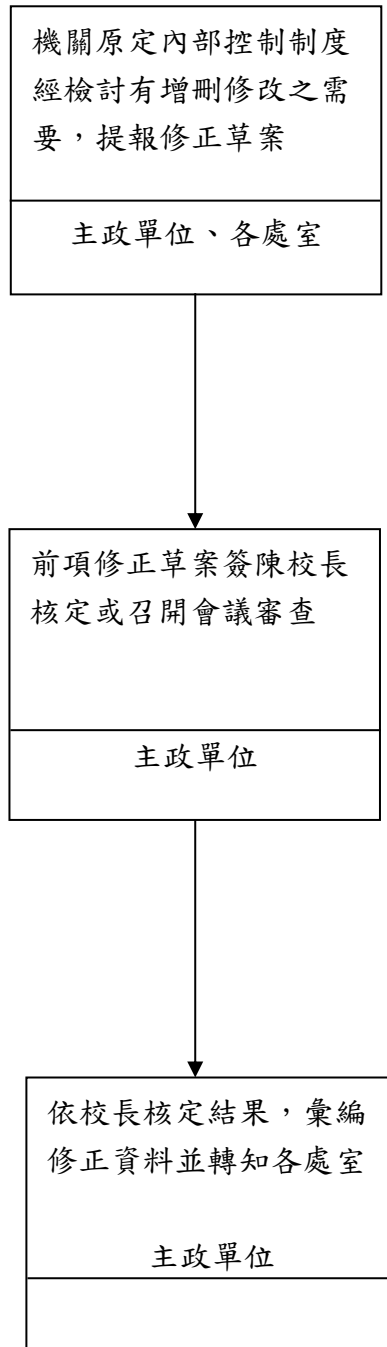 機關原定內部控制制度
經檢討有增刪修改之需
要，提報修正草案
主政單位、各處室
前項修正草案簽陳校長
核定或召開會議審查
主政單位
依校長核定結果，彙編
修正資料並轉知各處室
主政單位